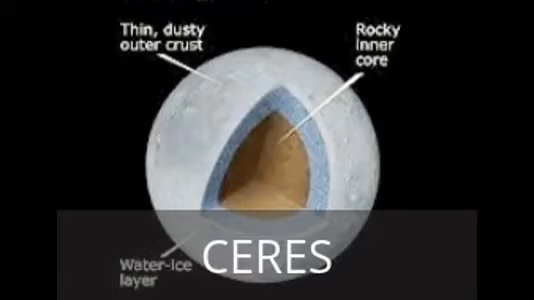 Thin, dusty
outer crust
Rocky
inner
core
CERES
Water-ice
layer